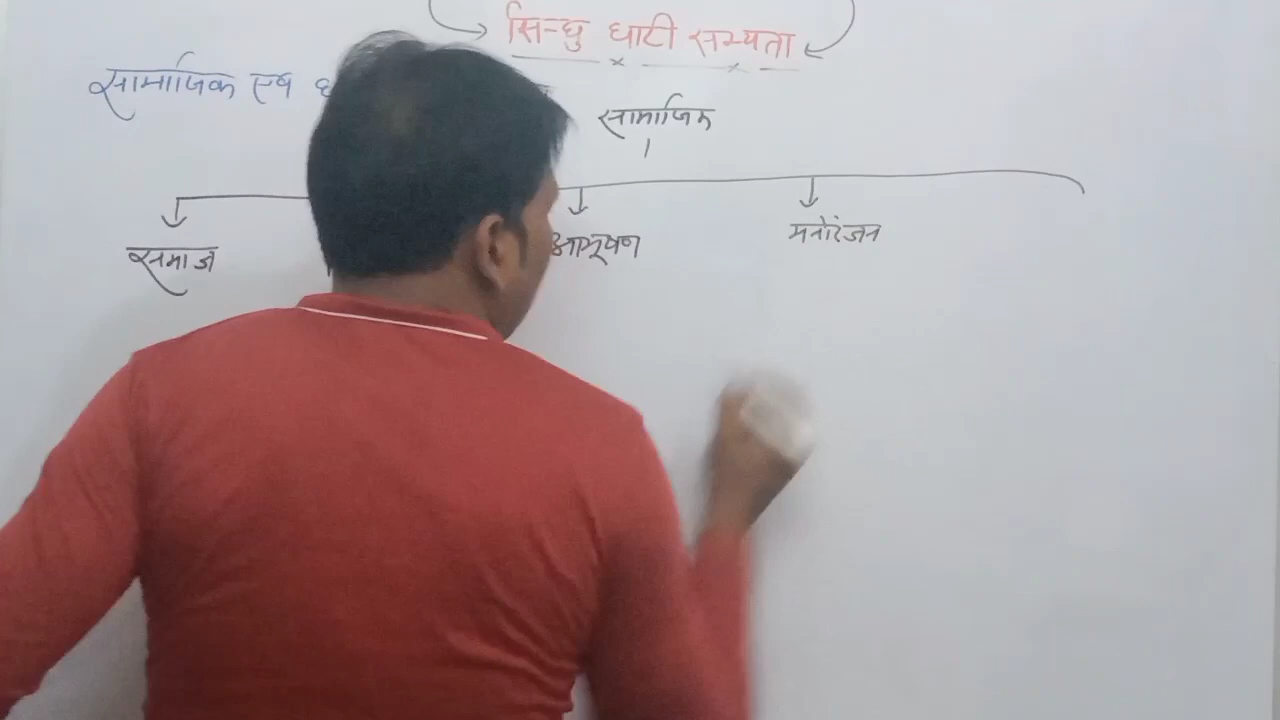 सिन्धु घाटी सभ्यता
सामाजिक एवं
सामाजिक
समाज आभूषण मनोरंजन